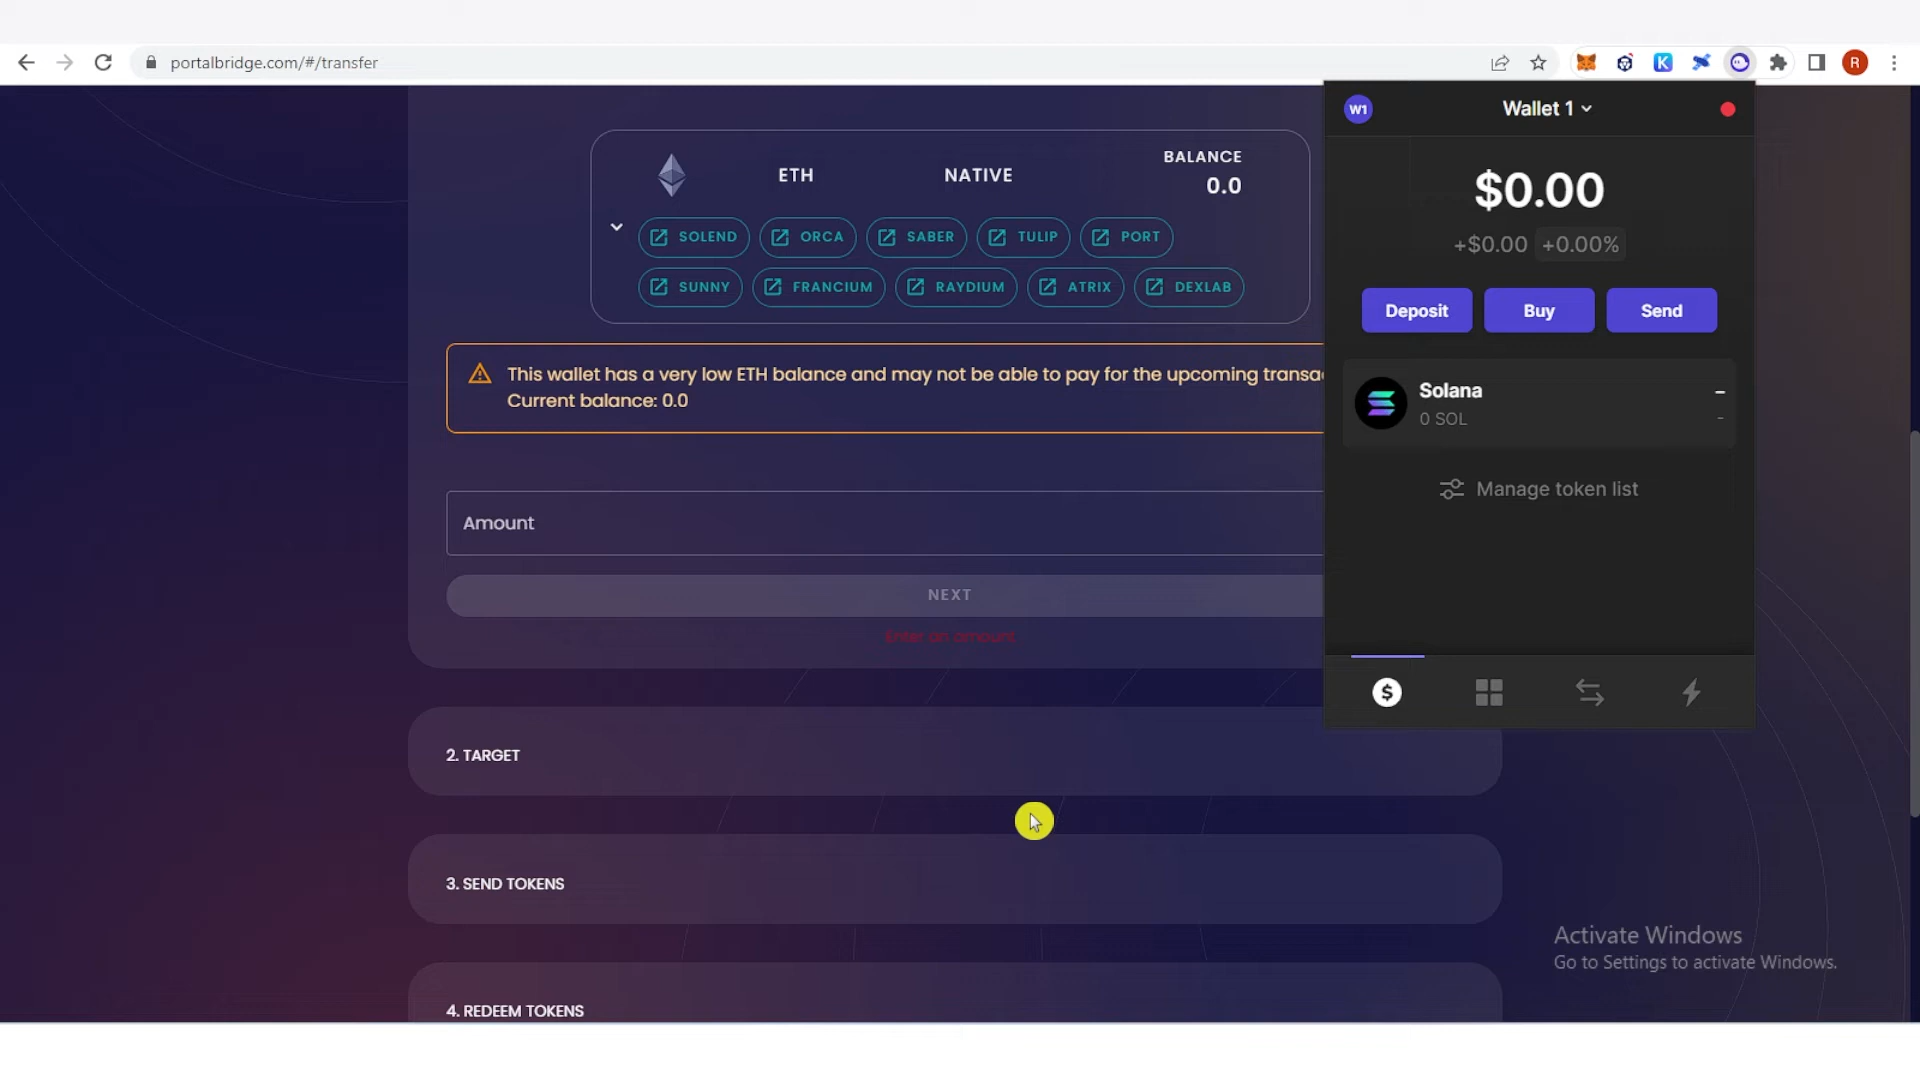 portalbridge.com/#/transfer
K
R
W1
Wallet 1
ETH
NATIVE
BALANCE
0.0
SOLEND
ORCA
SABER
TULIP
PORT
SUNNY
FRANCIUM
RAYDIUM
ATRIX
DEXLAB
This wallet has a very low ETH balance and may not be able to pay for the upcoming transa
Current balance: 0.0
Amount
NEXT
Enter an amount
2. TARGET
3. SEND TOKENS
4. REDEEM TOKENS
$0.00
+$0.00 +0.00%
Deposit
Buy
Send
Solana
–
0 SOL
-
Manage token list
$
Activate Windows
Go to Settings to activate Windows.